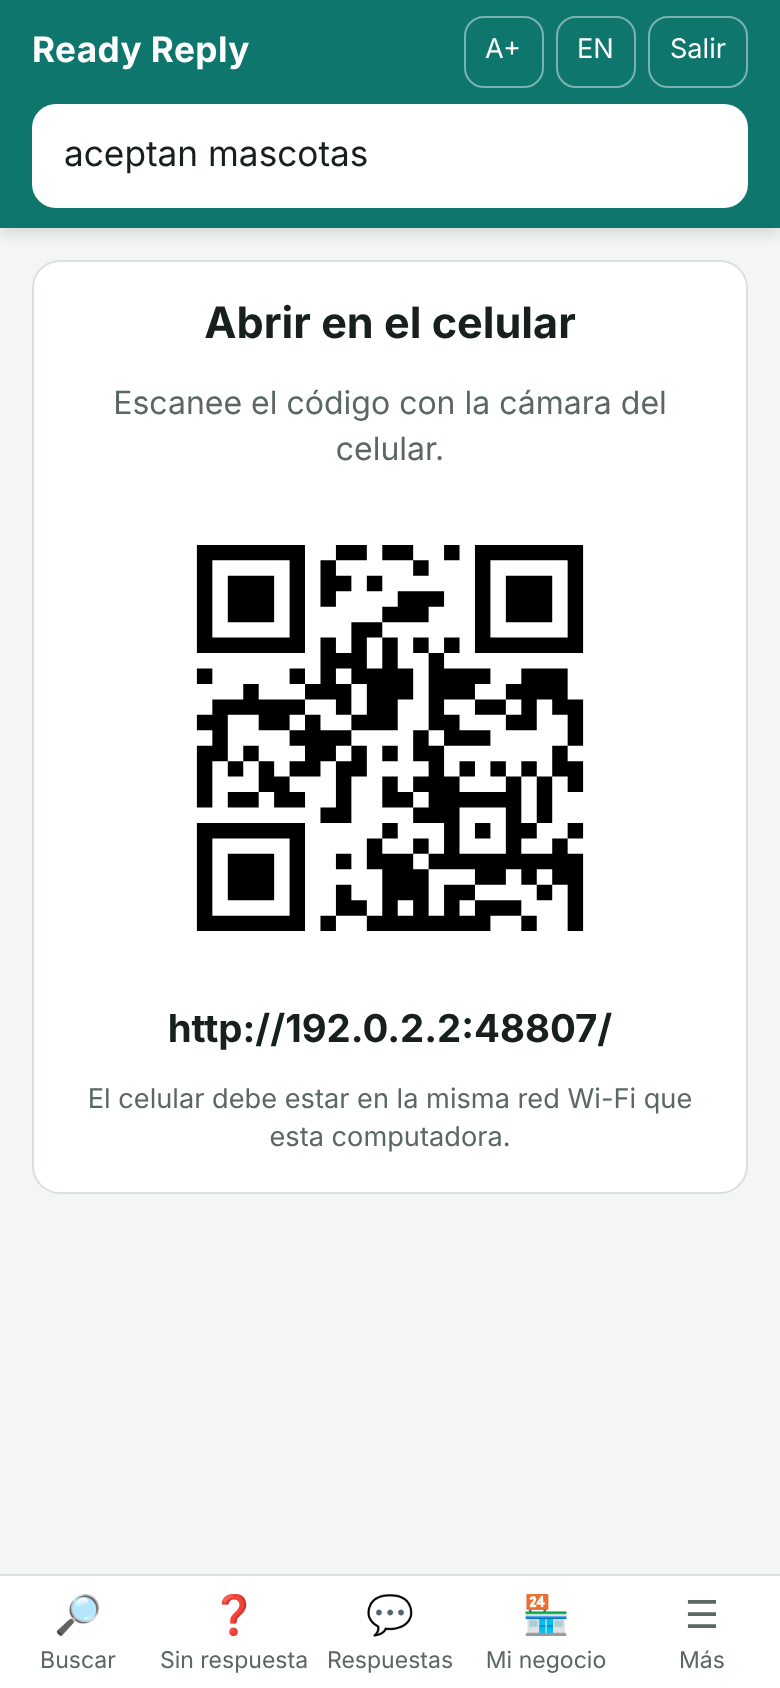 Ready Reply
A+
EN
Salir
aceptan mascotas
Abrir en el celular
Escanee el código con la cámara del
celular.
http://192.0.2.2:48807/
El celular debe estar en la misma red Wi-Fi que
esta computadora.
24
Buscar
Sin respuesta
Respuestas
Mi negocio
Más